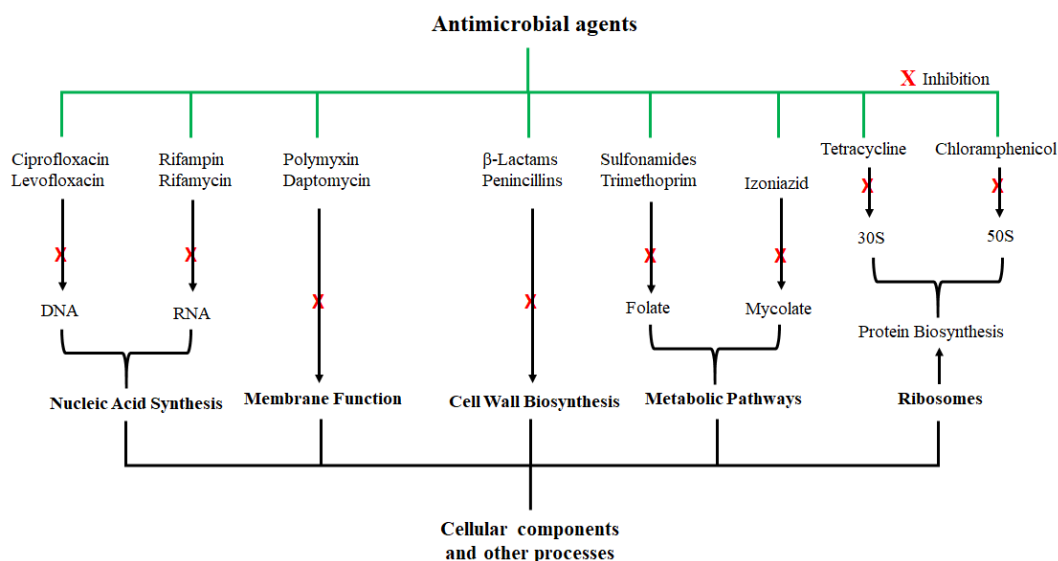 Antimicrobial agents
X Inhibition
Ciprofloxacin
Levofloxacin
Rifampin
Rifamycin
Polymyxin
Daptomycin
β-Lactams
Penincillins
Sulfonamides
Trimethoprim
Izoniazid
Tetracycline
Chloramphenicol
X
X
X
X
X
X
X
X
30S
50S
DNA
RNA
Folate
Mycolate
Protein Biosynthesis
Nucleic Acid Synthesis
Membrane Function
Cell Wall Biosynthesis
Metabolic Pathways
Ribosomes
Cellular components
and other processes